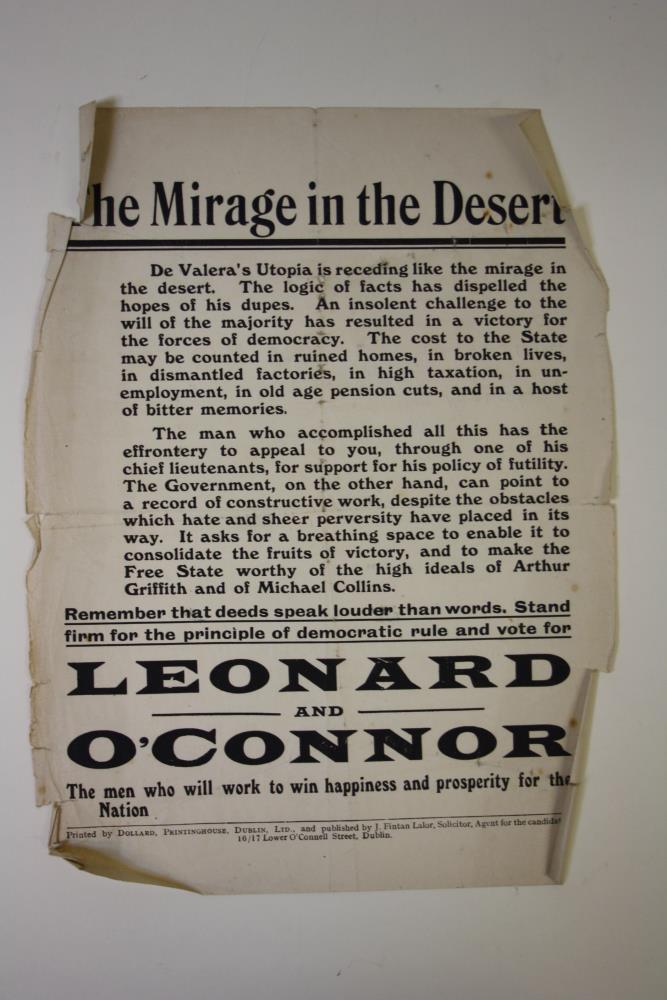 The Mirage in the Desert
De Valera's Utopia is receding like the mirage in
the desert. The logic of facts has dispelled the
hopes of his dupes. An insolent challenge to the
will of the majority has resulted in a victory for
the forces of democracy. The cost to the State
may be counted in ruined homes, in broken lives,
in dismantled factories, in high taxation, in un-
employment, in old age pension cuts, and in a host
of bitter memories.
The man who accomplished all this has the
effrontery to appeal to you, through one of his
chief lieutenants, for support for his policy of futility.
The Government, on the other hand, can point to
a record of constructive work, despite the obstacles
which hate and sheer perversity have placed in its
way. It asks for a breathing space to enable it to
consolidate the fruits of victory, and to make the
Free State worthy of the high ideals of Arthur
Griffith and of Michael Collins.
Remember that deeds speak louder than words. Stand
firm for the principle of democratic rule and vote for
LEONARD
AND
O'CONNOR
The men who will work to win happiness and prosperity for the
Nation
Printed by DOLLARD, PRINTINGHOUSE, DUBLIN, LTD., and published by J. Fintan Lalor, Solicitor, Agent for the candidat
16/17 Lower O'Connell Street, Dublin.